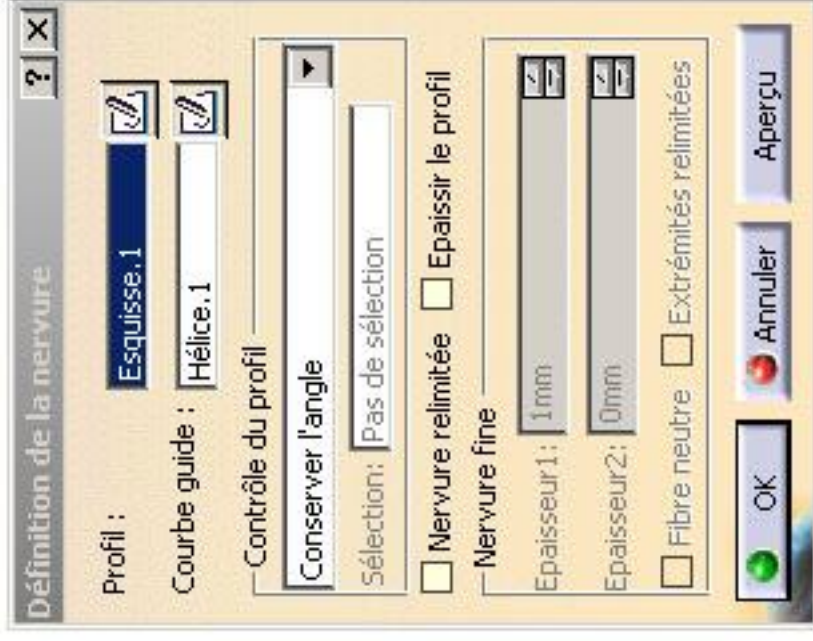 Définition de la nervure ? X
Profil : Esquisse.1
Courbe guide : Hélice.1
Contrôle du profil
Conserver l'angle
Sélection: Pas de sélection
Nervure relimitée Epaissir le profil
Nervure fine
Epaisseur1: 1mm
Epaisseur2: 0mm
Fibre neutre Extrémités relimitées
OK Annuler Aperçu